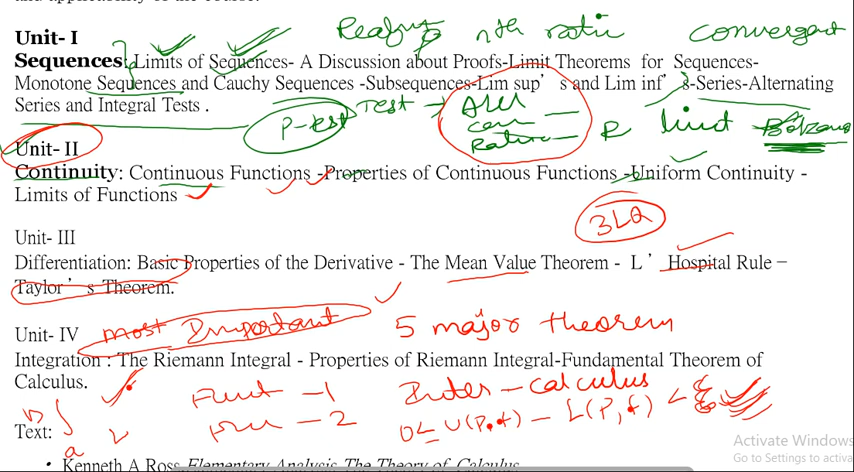 nth ratio convergent
Unit- I
Sequences: Limits of Sequences- A Discussion about Proofs-Limit Theorems for Sequences-
Monotone Sequences and Cauchy Sequences -Subsequences-Lim sup's and Lim inf's-Series-Alternating
Series and Integral Tests .
P-test Test
Ratio R
Unit- II
Continuity: Continuous Functions -Properties of Continuous Functions -Uniform Continuity -
Limits of Functions
3LQ
Unit- III
Differentiation: Basic Properties of the Derivative - The Mean Value Theorem - L' Hospital Rule –
Taylor's Theorem.
Unit- IV most Important 5 major theorem
Integration : The Riemann Integral - Properties of Riemann Integral-Fundamental Theorem of
Calculus.
- 1 Inter - calculus
- 2 0 ≤ U(P,f) - L(P,f) < ε
Text:
Activate Windows
Go to Settings to activa
• Kenneth A Ross, Elementary Analysis The Theory of Calculus